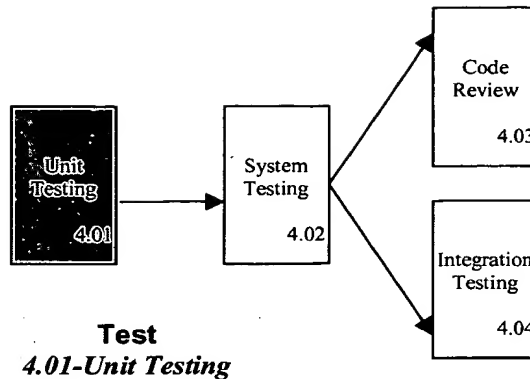 Unit
Testing
4.01
System
Testing
4.02
Code
Review
4.03
Integration
Testing
4.04
Test
4.01-Unit Testing